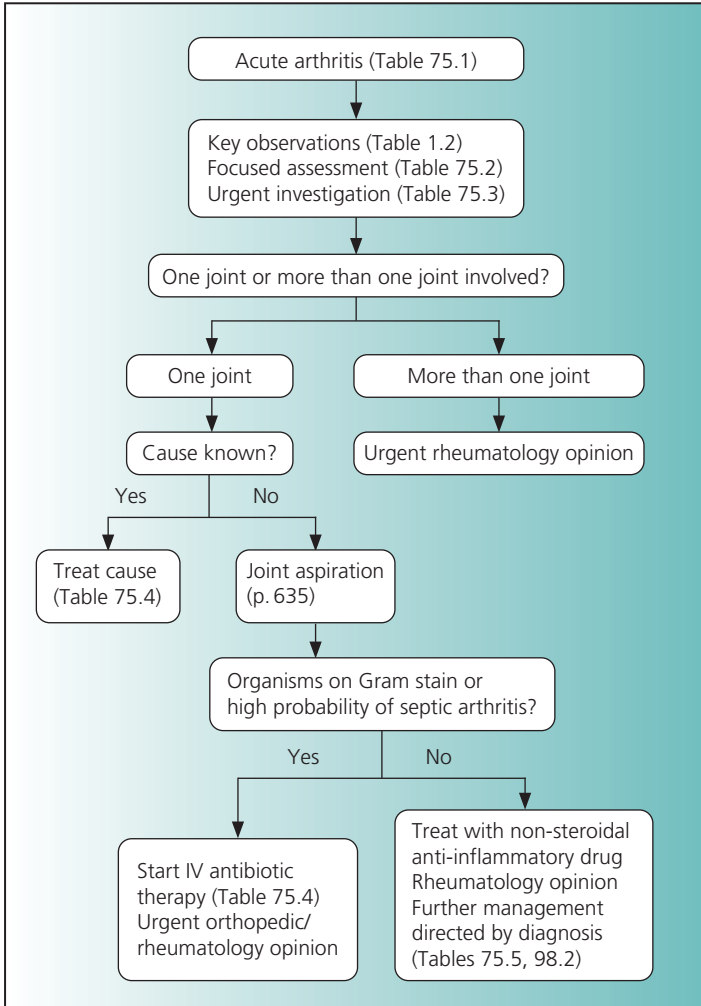 Acute arthritis (Table 75.1)
Key observations (Table 1.2)
Focused assessment (Table 75.2)
Urgent investigation (Table 75.3)
One joint or more than one joint involved?
One joint
More than one joint
Cause known?
Urgent rheumatology opinion
Yes
No
Treat cause
(Table 75.4)
Joint aspiration
(p. 635)
Organisms on Gram stain or
high probability of septic arthritis?
Yes
No
Start IV antibiotic
therapy (Table 75.4)
Urgent orthopedic/
rheumatology opinion
Treat with non-steroidal
anti-inflammatory drug
Rheumatology opinion
Further management
directed by diagnosis
(Tables 75.5, 98.2)